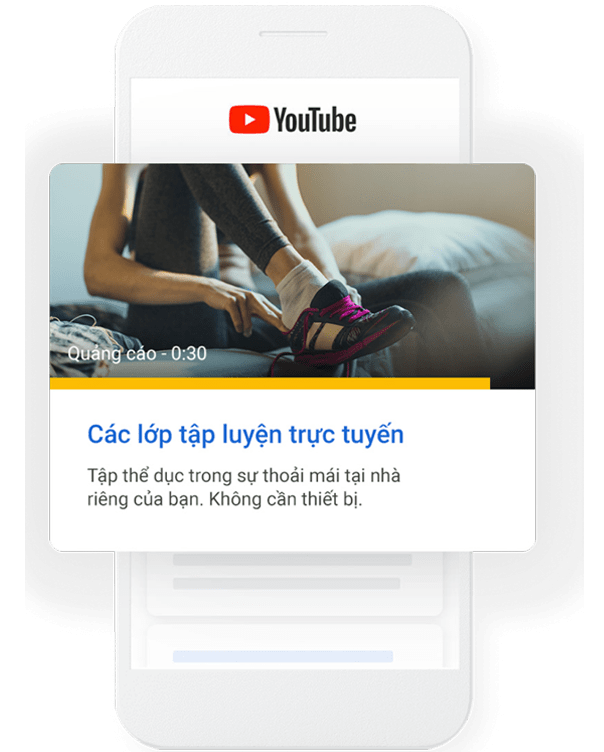 YouTube
Quảng cáo - 0:30
Các lớp tập luyện trực tuyến
Tập thể dục trong sự thoải mái tại nhà
riêng của bạn. Không cần thiết bị.